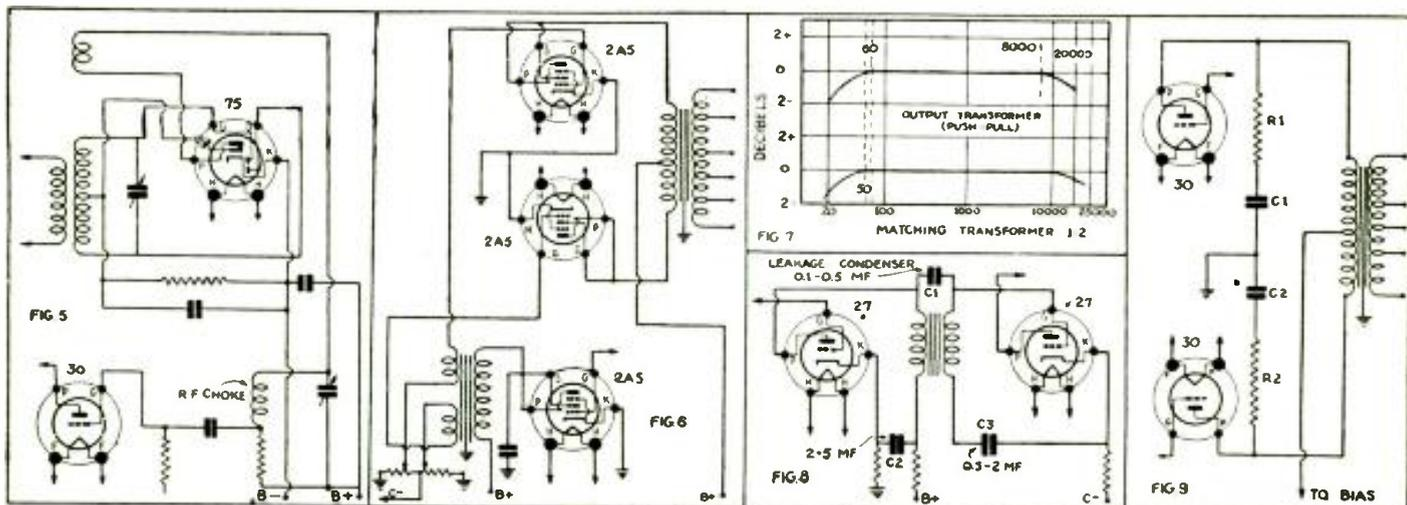 75
FIG 5
30
R F CHOKE
B-
B+
2A5
2A5
2A5
FIG.6
C-
B+
B+
2+
0
2-
2+
0
2-
DECIBELS
60
8000
20000
OUTPUT TRANSFORMER
(PUSH PULL)
50
100
1000
10000
25000
FIG 7
MATCHING TRANSFORMER 1-2
LEAKAGE CONDENSER
0.1-0.5 MF
C1
27
27
G
K
P
H
H
2-5 MF
C2
C3
0.5-2 MF
FIG.8
B+
C-
30
R1
C1
C2
30
R2
FIG 9
TO BIAS